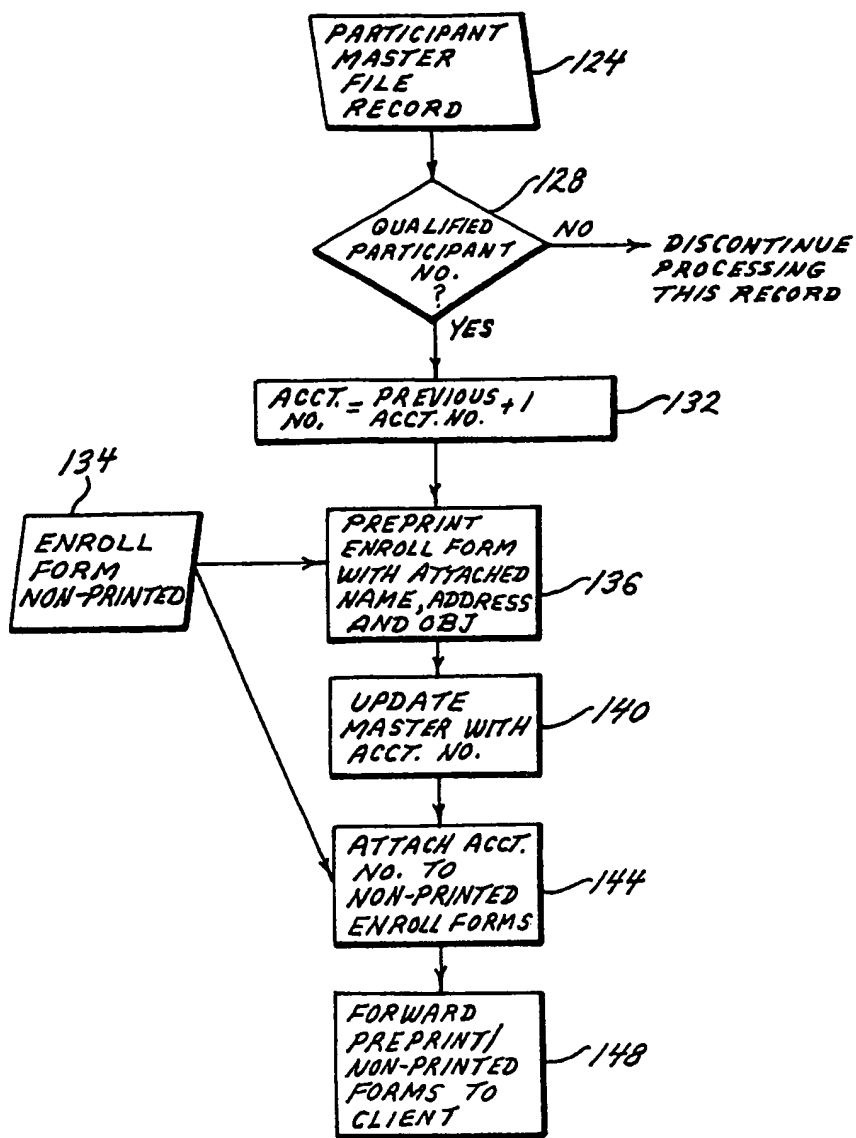 PARTICIPANT
MASTER
FILE
RECORD
124
128
QUALIFIED
PARTICIPANT
NO.
?
NO
DISCONTINUE
PROCESSING
THIS RECORD
YES
ACCT. NO. = PREVIOUS ACCT. NO. + 1
132
134
ENROLL
FORM
NON-PRINTED
PREPRINT
ENROLL FORM
WITH ATTACHED
NAME, ADDRESS
AND OBJ
136
UPDATE
MASTER WITH
ACCT. NO.
140
ATTACH ACCT.
NO. TO
NON-PRINTED
ENROLL FORMS
144
FORWARD
PREPRINT/
NON-PRINTED
FORMS TO
CLIENT
148